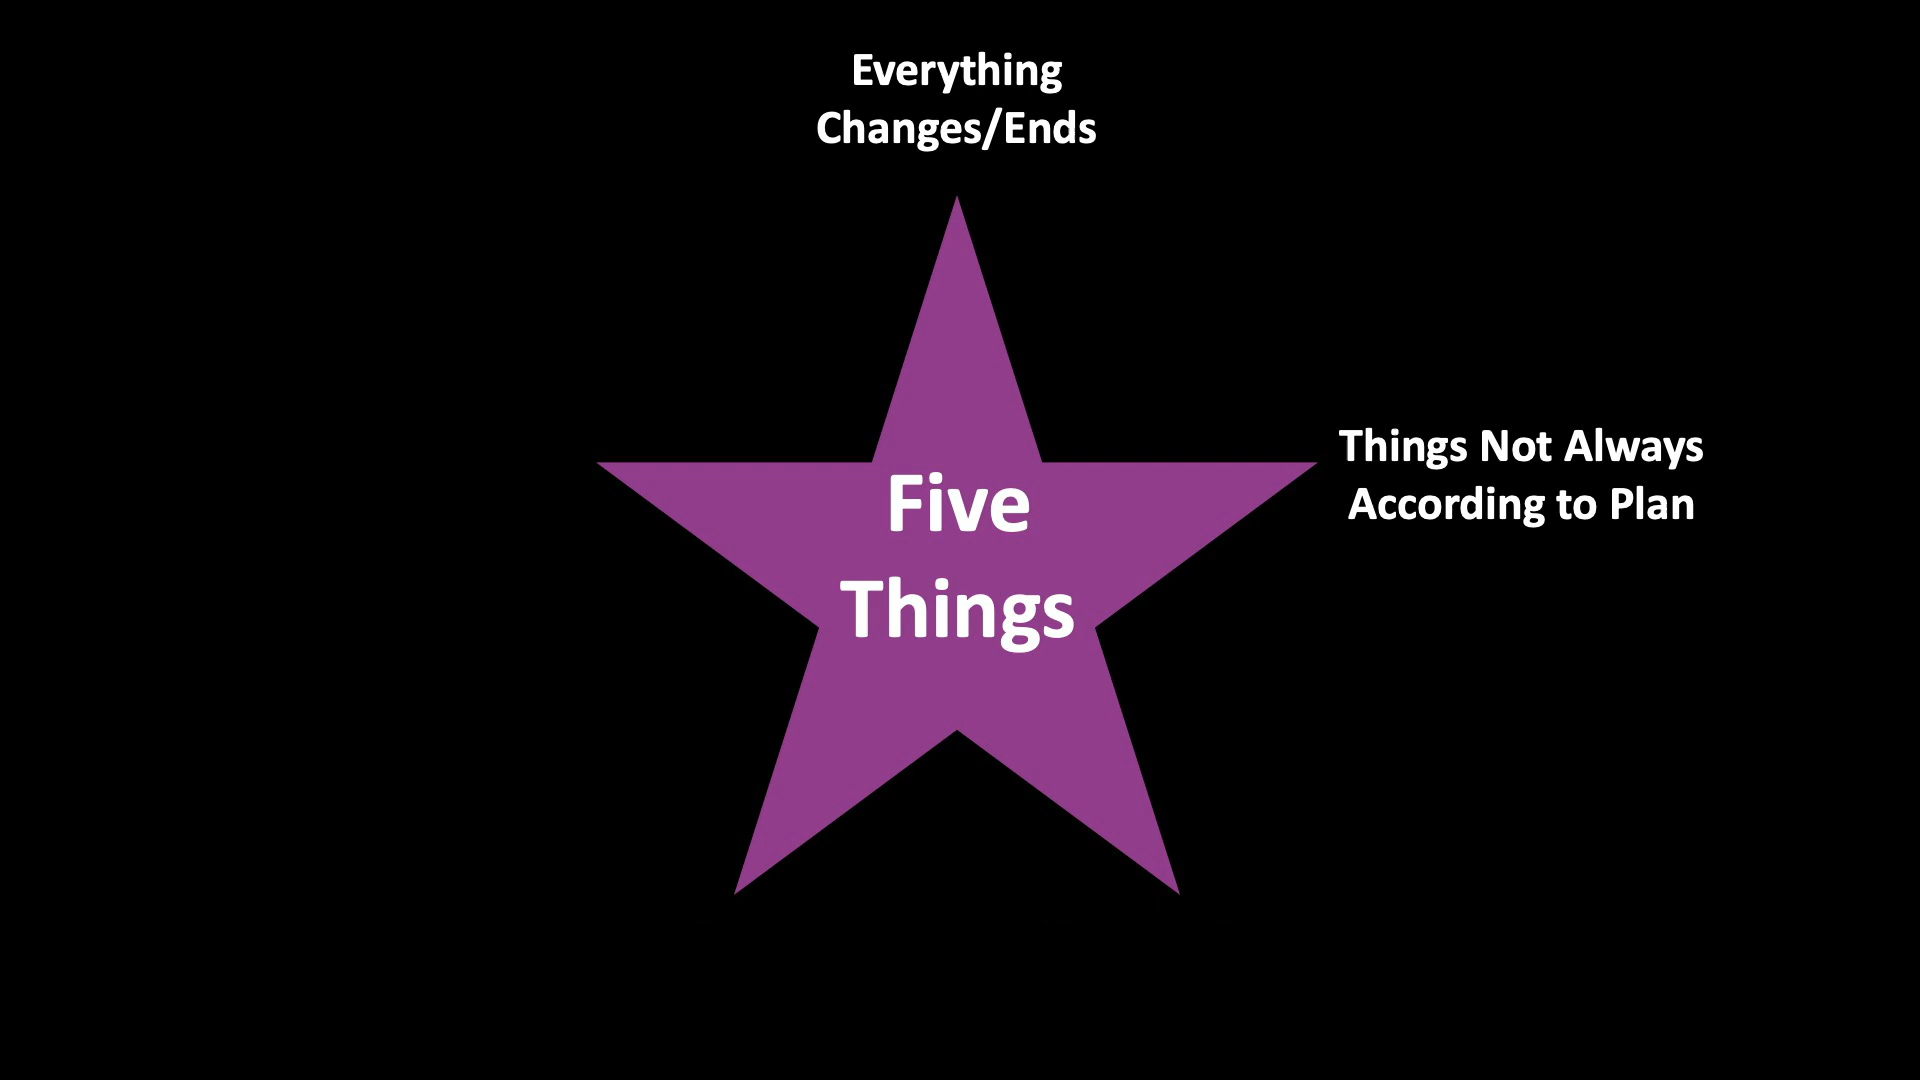 Everything
Changes/Ends
Things Not Always
According to Plan
Five
Things